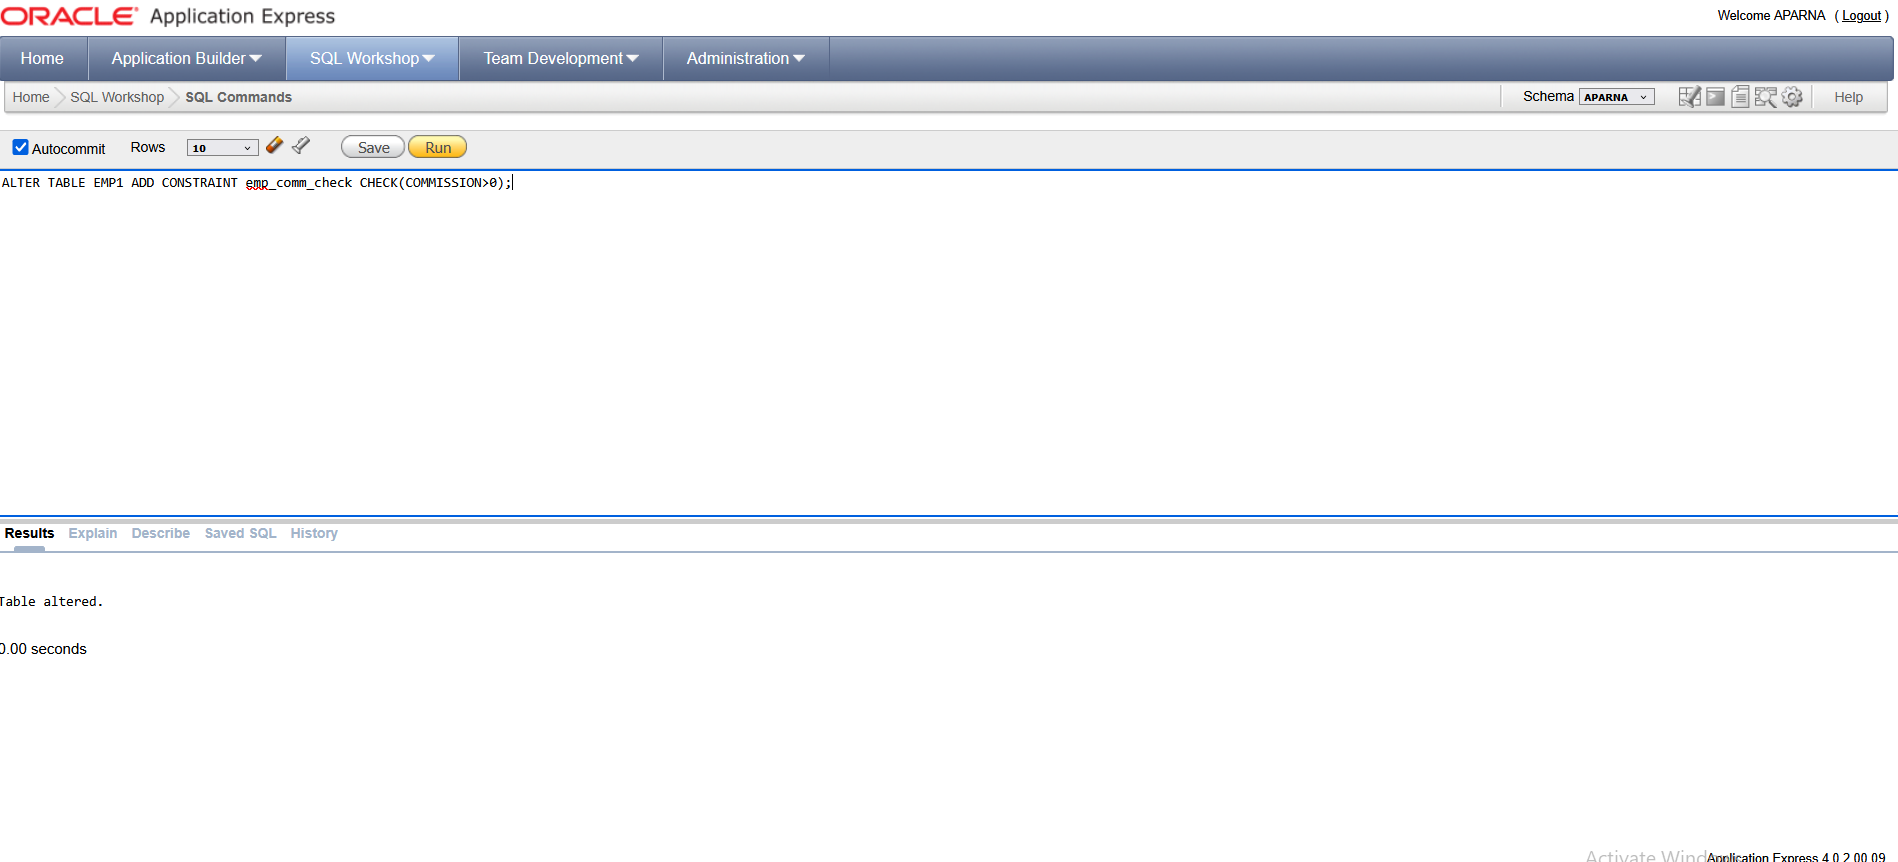 ORACLE Application Express
Welcome APARNA ( Logout )
Home Application Builder SQL Workshop Team Development Administration
Home SQL Workshop SQL Commands Schema APARNA Help
Autocommit Rows 10 Save Run
ALTER TABLE EMP1 ADD CONSTRAINT emp_comm_check CHECK(COMMISSION>0);
Results Explain Describe Saved SQL History
Table altered.
0.00 seconds
Activate Wind
Application Express 4.0.2.00.09